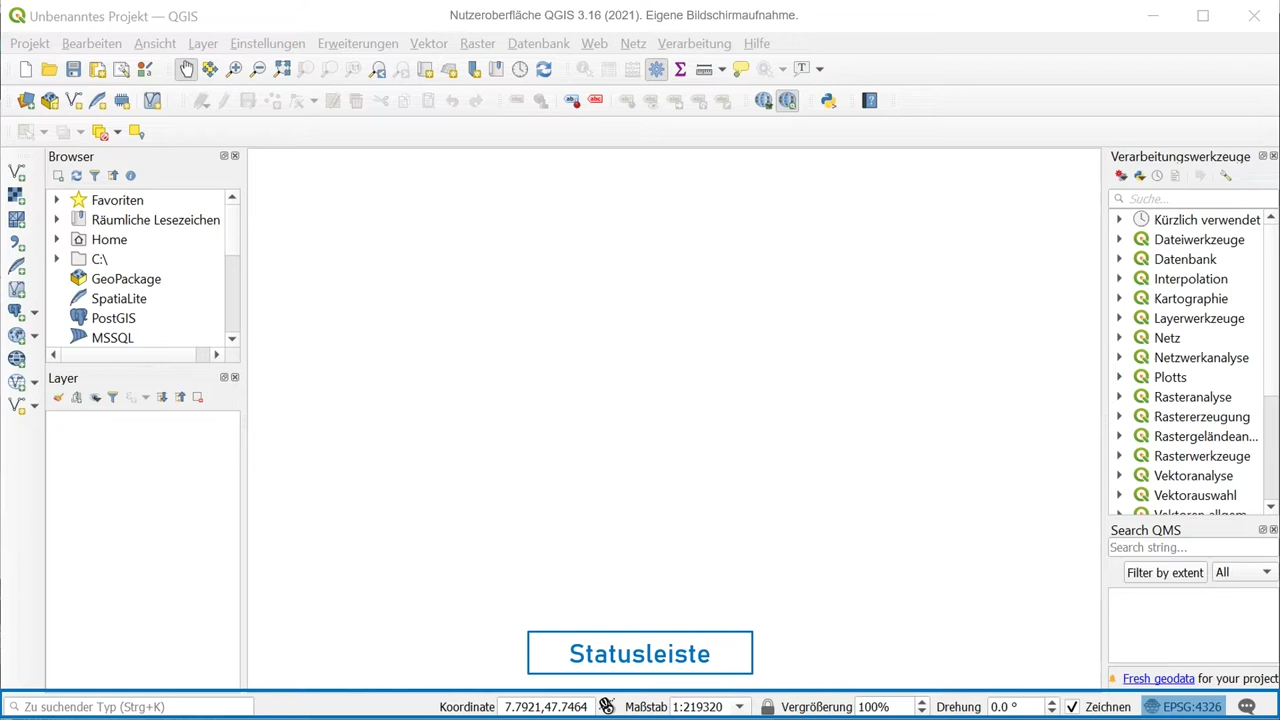 Unbenanntes Projekt — QGIS
Nutzeroberfläche QGIS 3.16 (2021). Eigene Bildschirmaufnahme.
Projekt Bearbeiten Ansicht Layer Einstellungen Erweiterungen Vektor Raster Datenbank Web Netz Verarbeitung Hilfe
Browser
Favoriten
Räumliche Lesezeichen
Home
C:\
GeoPackage
SpatiaLite
PostGIS
MSSQL
Layer
Verarbeitungswerkzeuge
Suche...
Kürzlich verwendet
Dateiwerkzeuge
Datenbank
Interpolation
Kartographie
Layerwerkzeuge
Netz
Netzwerkanalyse
Plotts
Rasteranalyse
Rastererzeugung
Rastergeländean...
Rasterwerkzeuge
Vektoranalyse
Vektorauswahl
Vektoren allgem
Search QMS
Search string...
Filter by extent All
Fresh geodata for your project
Statusleiste
Zu suchender Typ (Strg+K) Koordinate 7.7921,47.7464 Maßstab 1:219320 Vergrößerung 100% Drehung 0.0 ° Zeichnen EPSG:4326